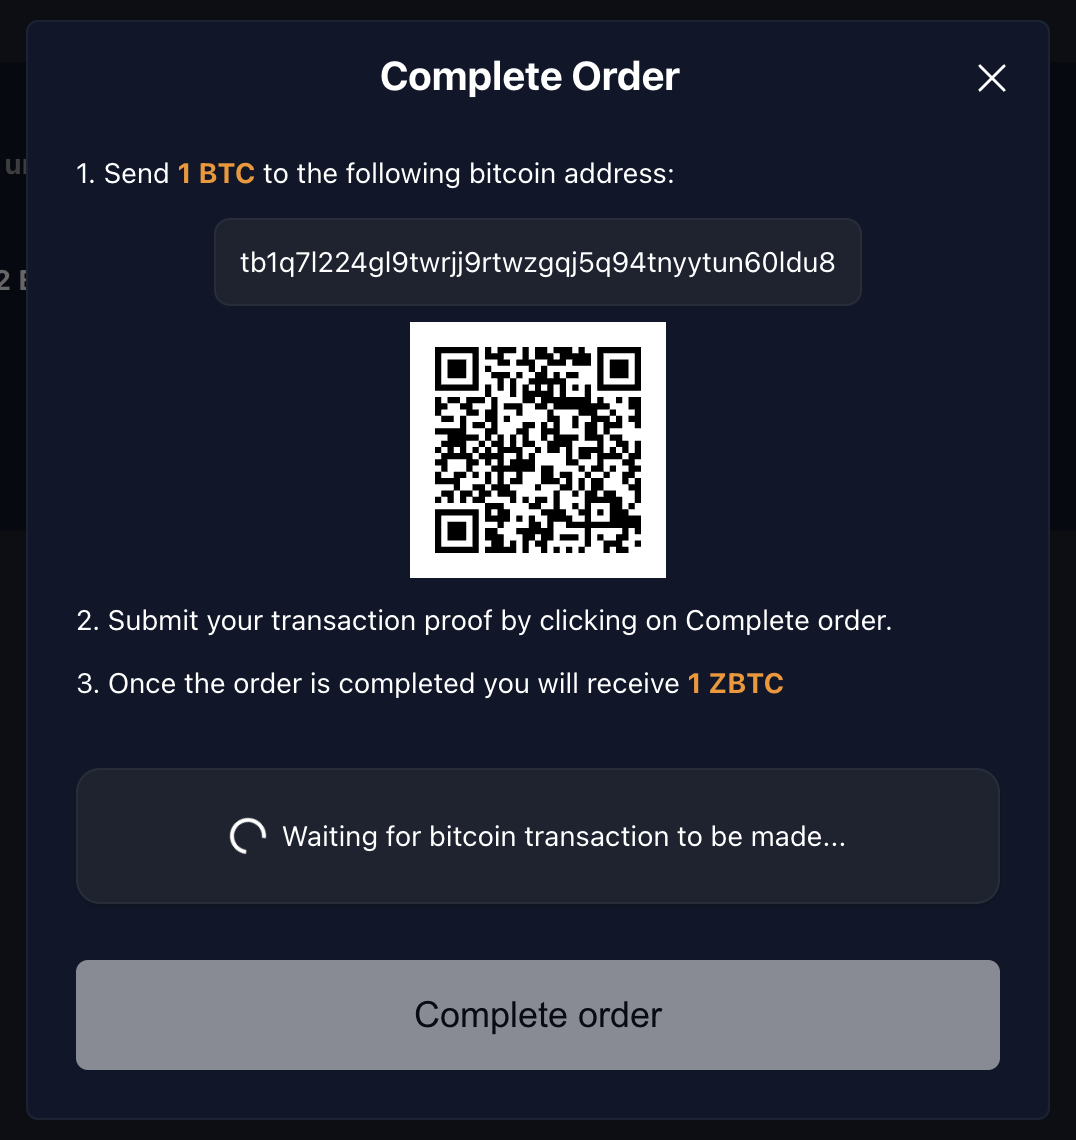 Complete Order
1. Send 1 BTC to the following bitcoin address:
tb1q7l224gl9twrjj9rtwzgqj5q94tnyytun60ldu8
2. Submit your transaction proof by clicking on Complete order.
3. Once the order is completed you will receive 1 ZBTC
Waiting for bitcoin transaction to be made...
Complete order